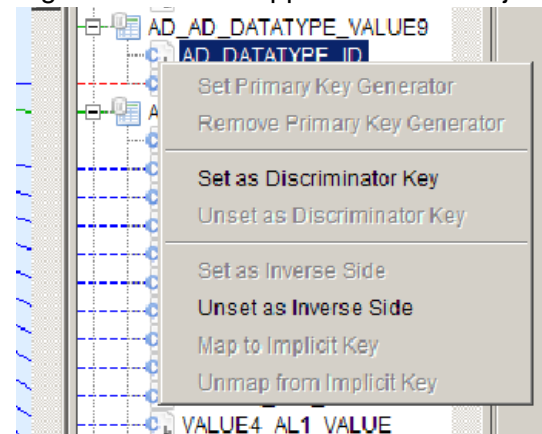 AD_AD_DATATYPE_VALUE9
AD_DATATYPE_ID
A
Set Primary Key Generator
Remove Primary Key Generator
Set as Discriminator Key
Unset as Discriminator Key
Set as Inverse Side
Unset as Inverse Side
Map to Implicit Key
Unmap from Implicit Key
VALUE4_AL1_VALUE